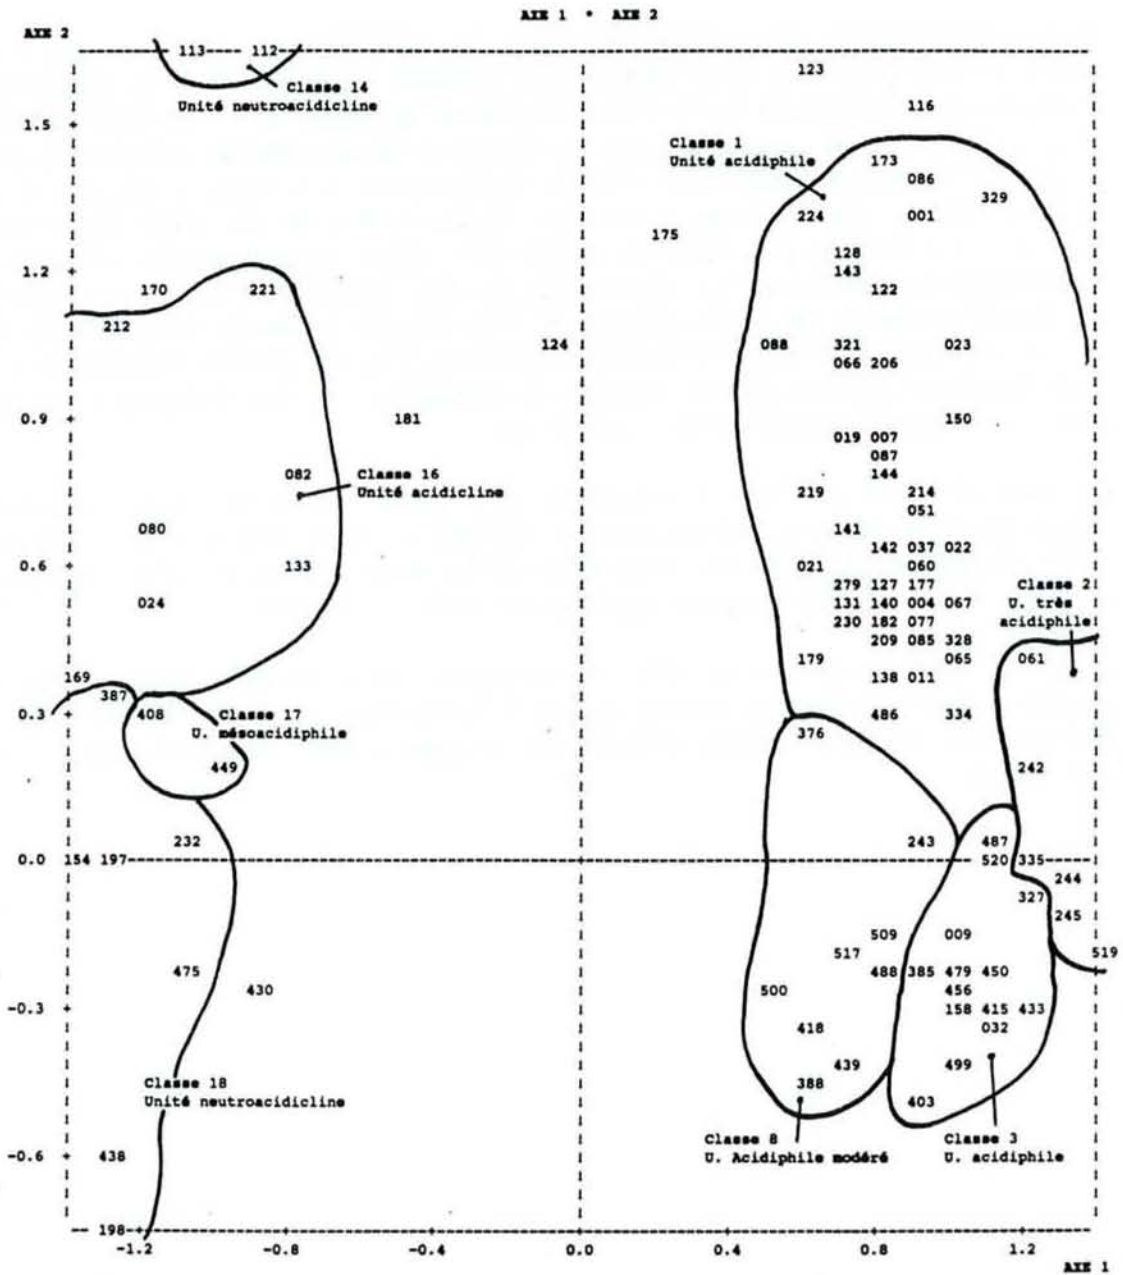 AXE 1 * AXE 2
AXE 2
113 112
123
Classe 14
Unité neutroacidicline
116
1.5
Classe 1
Unité acidiphile
173
086
329
224 001
175
128
1.2
143
170 221 122
212
124 088 321 023
066 206
0.9
181 150
019 007
087
082 Classe 16 144
Unité acidicline 219 214
051
080 141
142 037 022
0.6
133 021 060
279 127 177 Classe 2
024 131 140 004 067 U. très
230 182 077 acidiphile
209 085 328
179 065 061
169 138 011
387
0.3
408 Classe 17 486 334
U. mésoacidiphile 376
449 242
232 243 487
0.0 154 197 520 335
244
327
245
509 009
517 519
475 488 385 479 450
430 500 456
-0.3
158 415 433
418 032
439 499
Classe 18 388
Unité neutroacidicline 403
Classe 8 Classe 3
-0.6 438 U. Acidiphile modéré U. acidiphile
198
-1.2 -0.8 -0.4 0.0 0.4 0.8 1.2
AXE 1